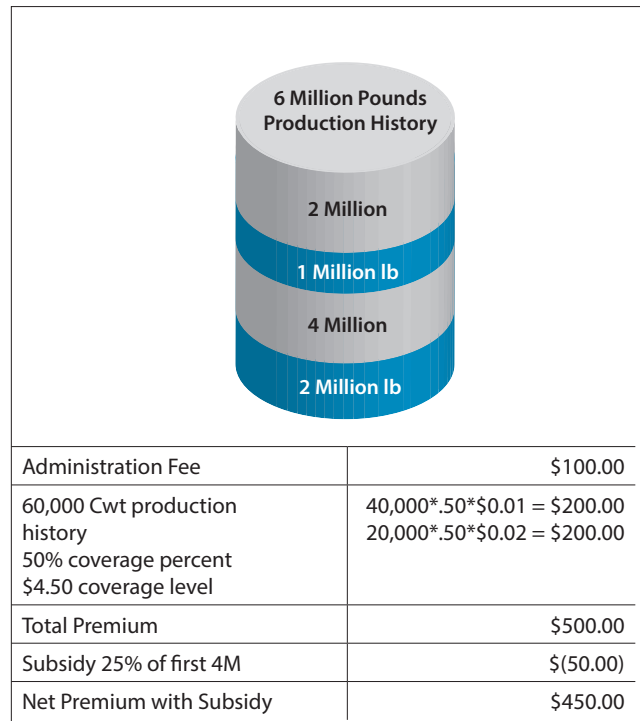 6 Million Pounds
Production History
2 Million
1 Million lb
4 Million
2 Million lb
Administration Fee $100.00
60,000 Cwt production 40,000*.50*$0.01 = $200.00
history 20,000*.50*$0.02 = $200.00
50% coverage percent
$4.50 coverage level
Total Premium $500.00
Subsidy 25% of first 4M $(50.00)
Net Premium with Subsidy $450.00